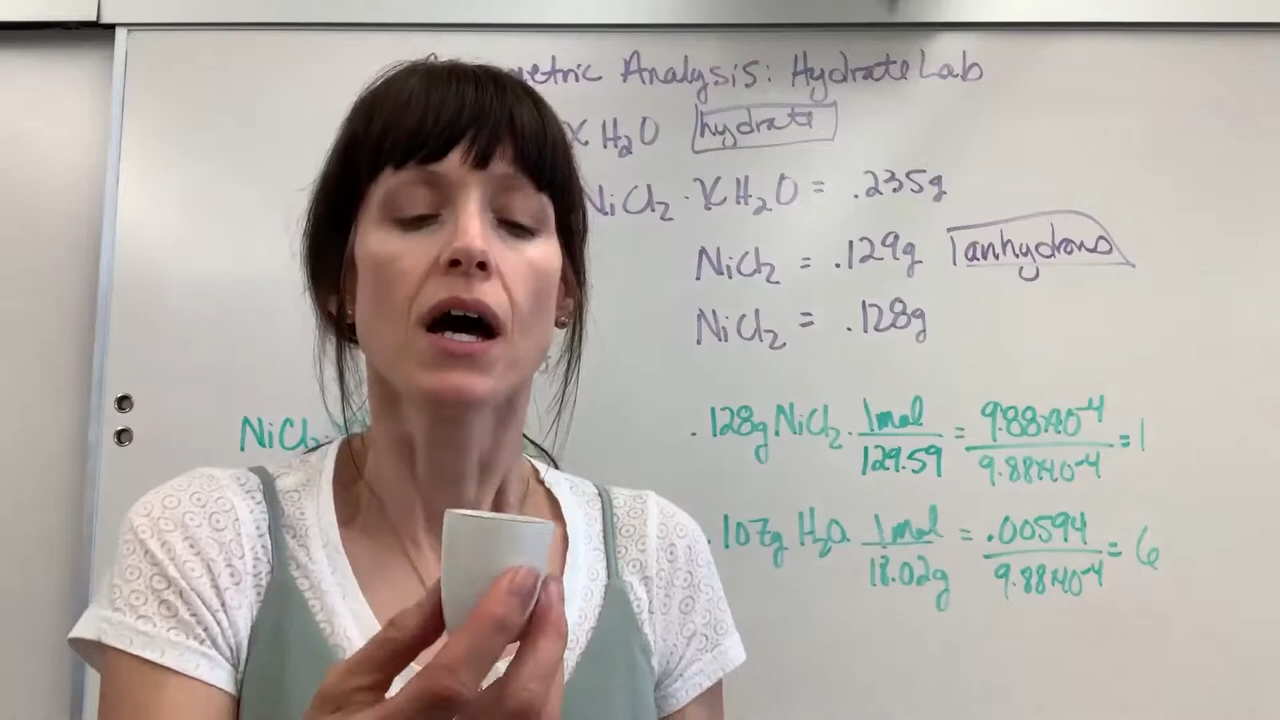 metric Analysis: Hydrate Lab
x H₂O hydrate
NiCl₂ · XH₂O = .235g
NiCl₂ = .129g anhydrous
NiCl₂ = .128g
NiCl₂
.128g NiCl₂ · 1mol / 129.59 = 9.88x10⁻⁴ / 9.88x10⁻⁴ = 1
.107g H₂O · 1mol / 18.02g = .00594 / 9.88x10⁻⁴ = 6